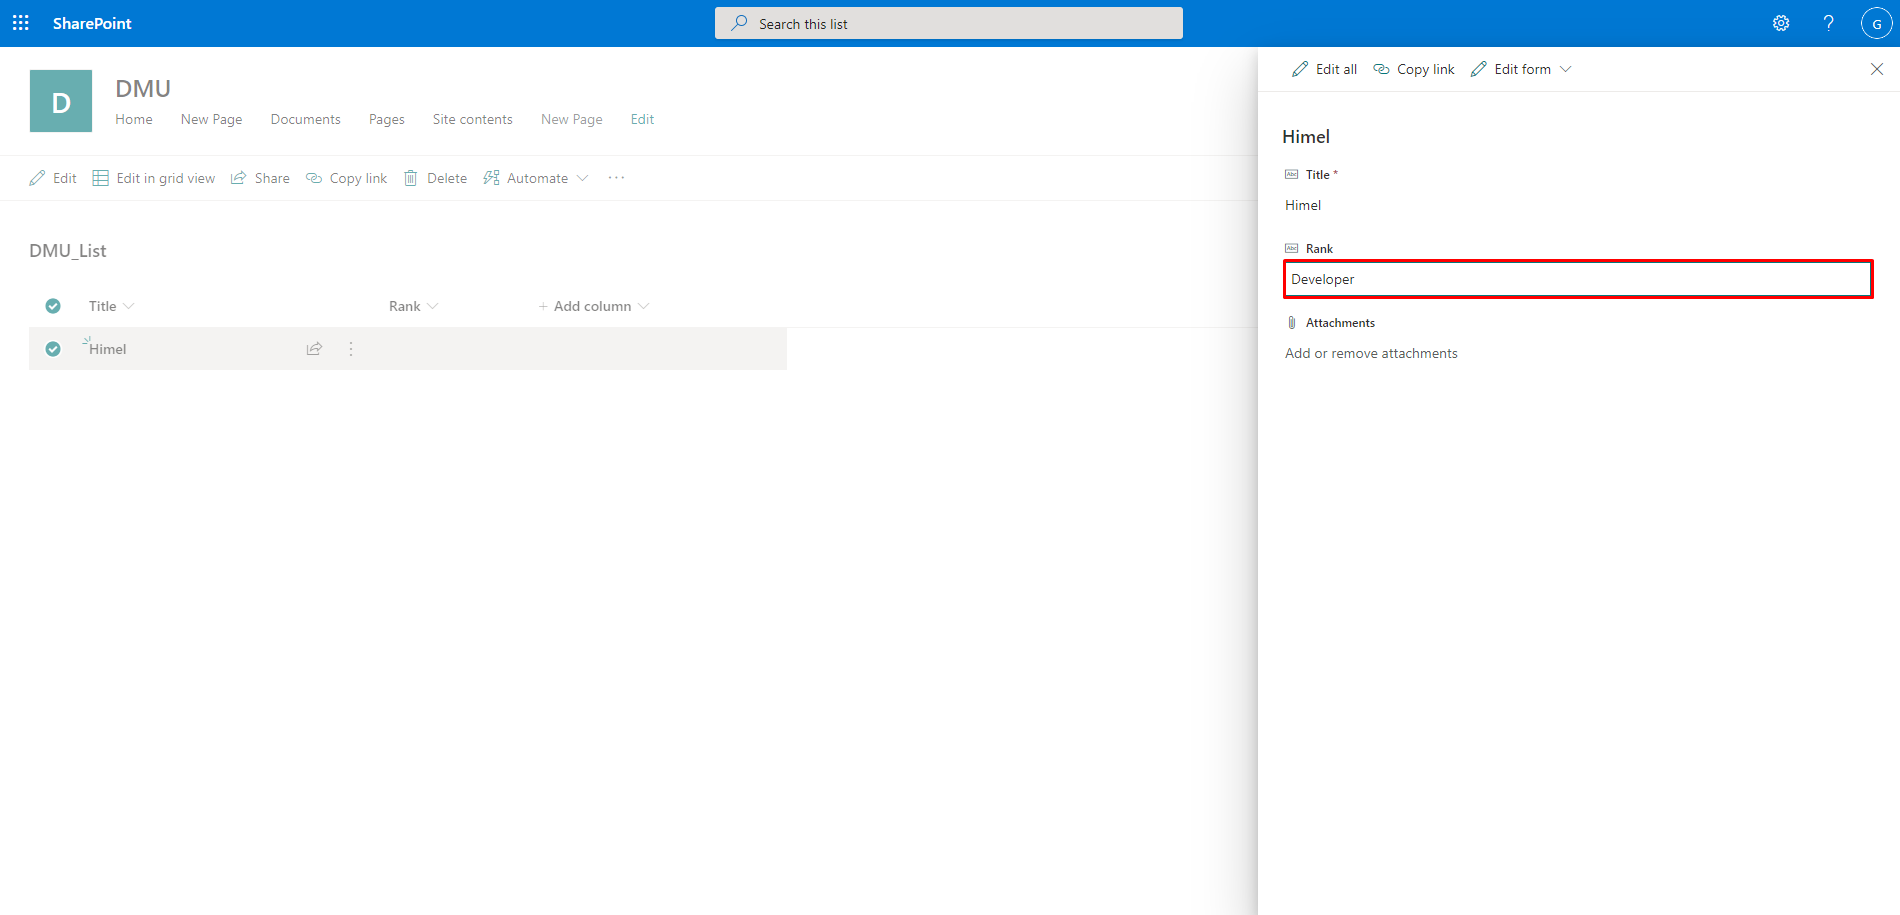 SharePoint
Search this list
G
D
DMU
Home New Page Documents Pages Site contents New Page Edit
Edit Edit in grid view Share Copy link Delete Automate
DMU_List
Title Rank + Add column
Himel
Edit all Copy link Edit form
Himel
Abc Title *
Himel
Abc Rank
Developer
Attachments
Add or remove attachments